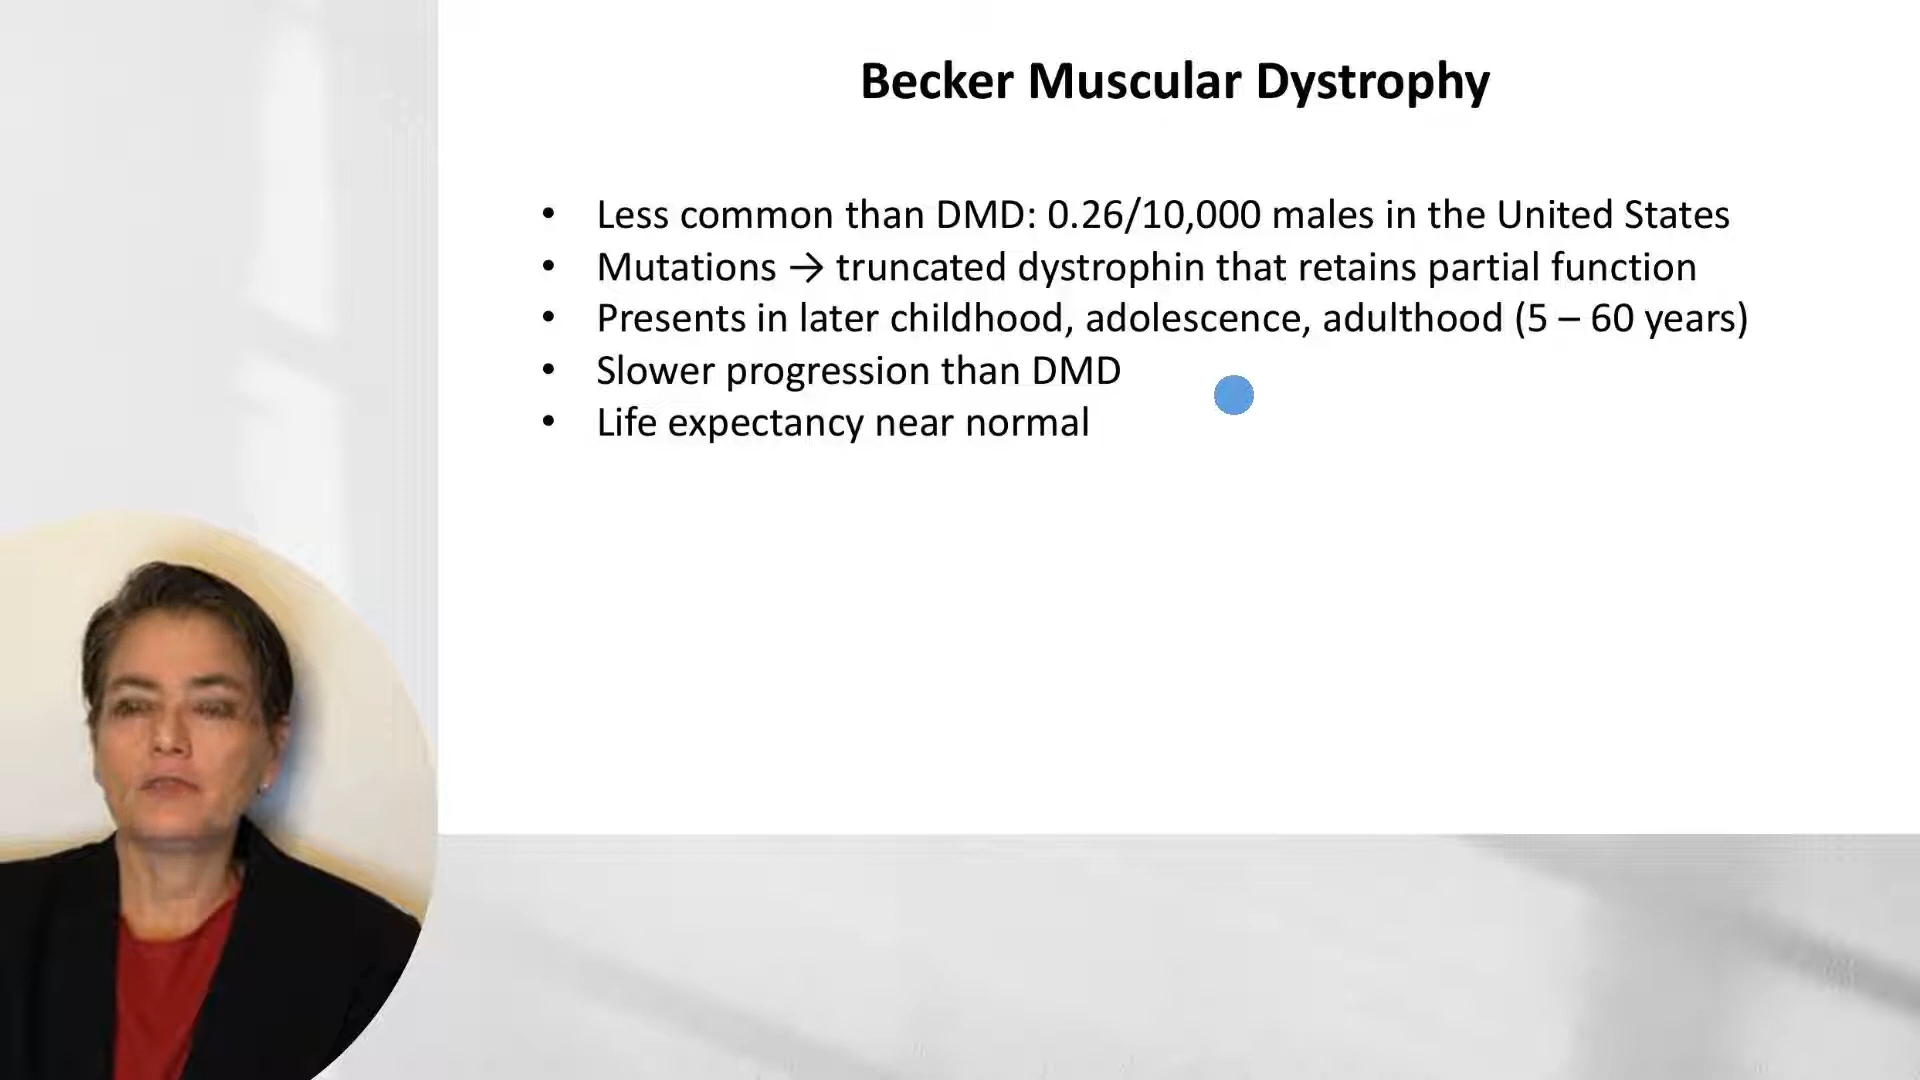 Becker Muscular Dystrophy
• Less common than DMD: 0.26/10,000 males in the United States
• Mutations → truncated dystrophin that retains partial function
• Presents in later childhood, adolescence, adulthood (5 – 60 years)
• Slower progression than DMD
• Life expectancy near normal